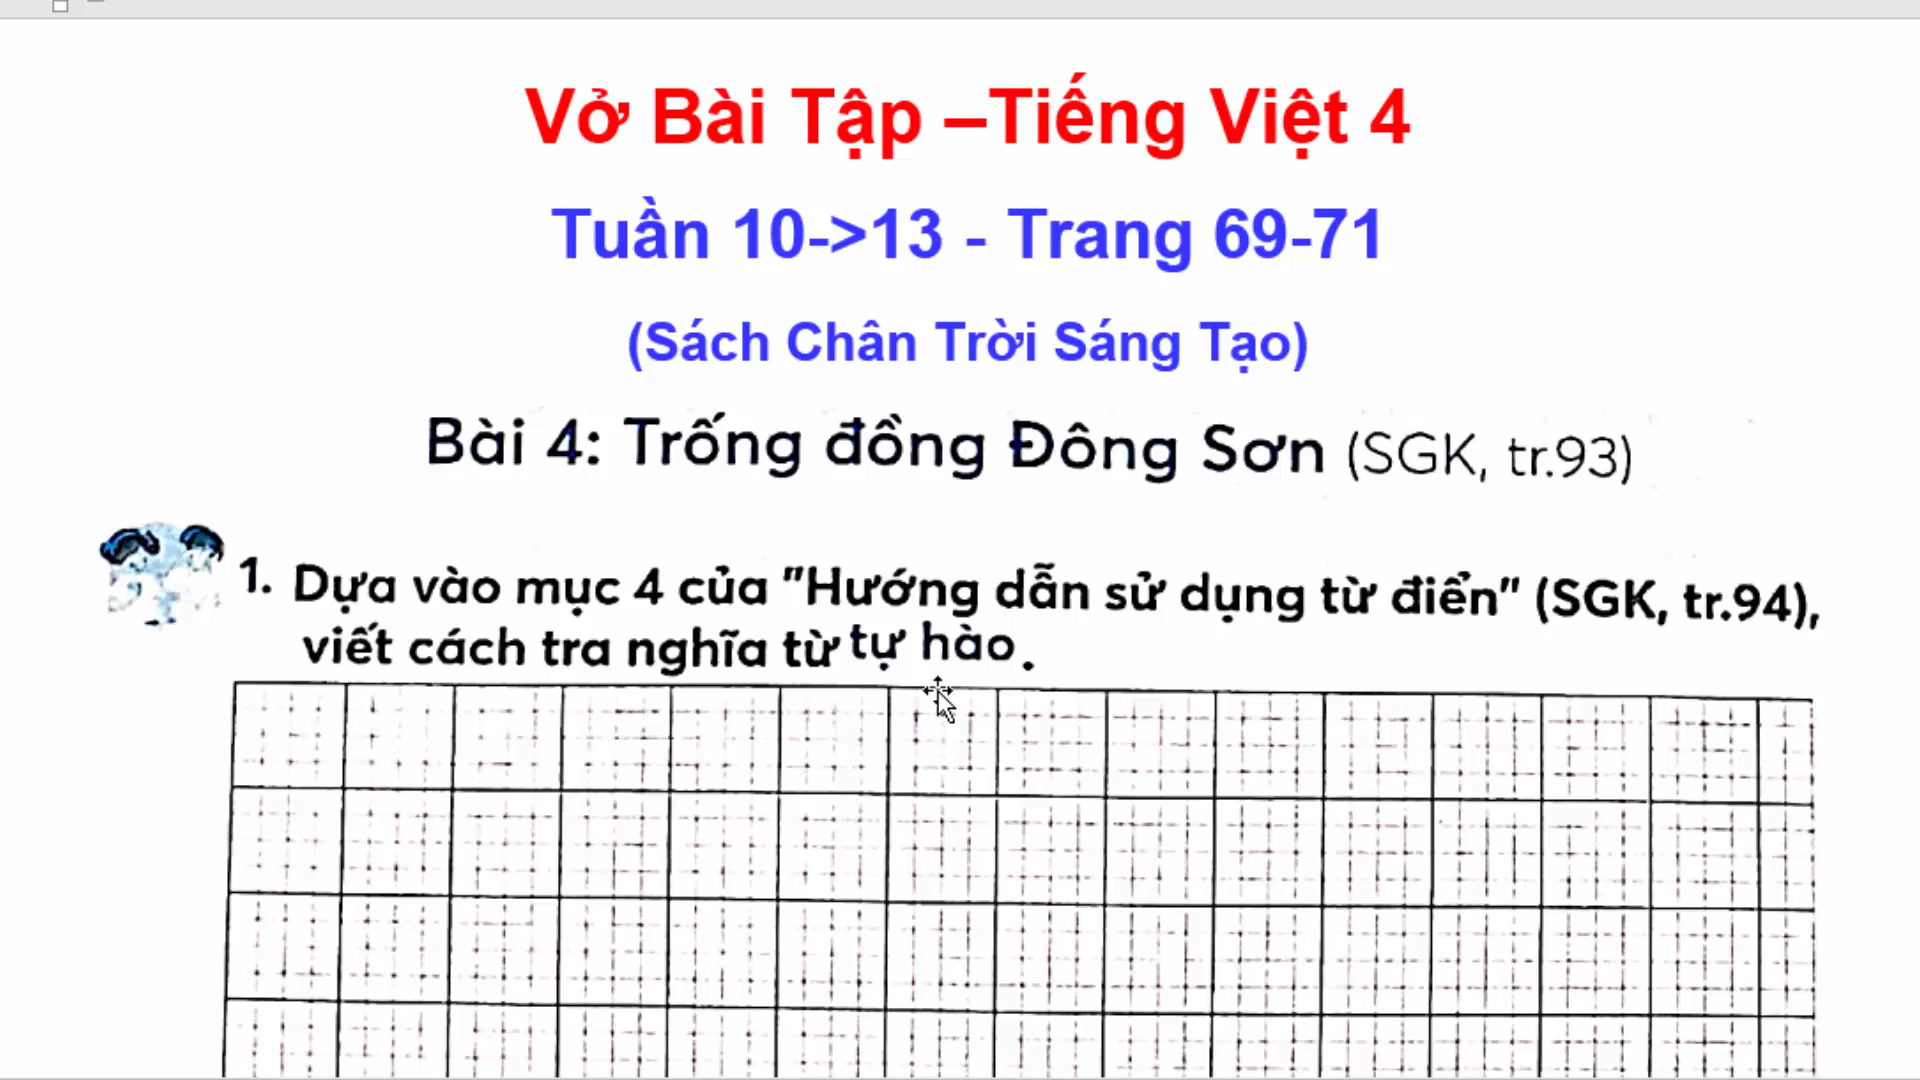 Vở Bài Tập –Tiếng Việt 4
Tuần 10->13 - Trang 69-71
(Sách Chân Trời Sáng Tạo)
Bài 4: Trống đồng Đông Sơn (SGK, tr.93)
1. Dựa vào mục 4 của "Hướng dẫn sử dụng từ điển" (SGK, tr.94),
viết cách tra nghĩa từ tự hào.